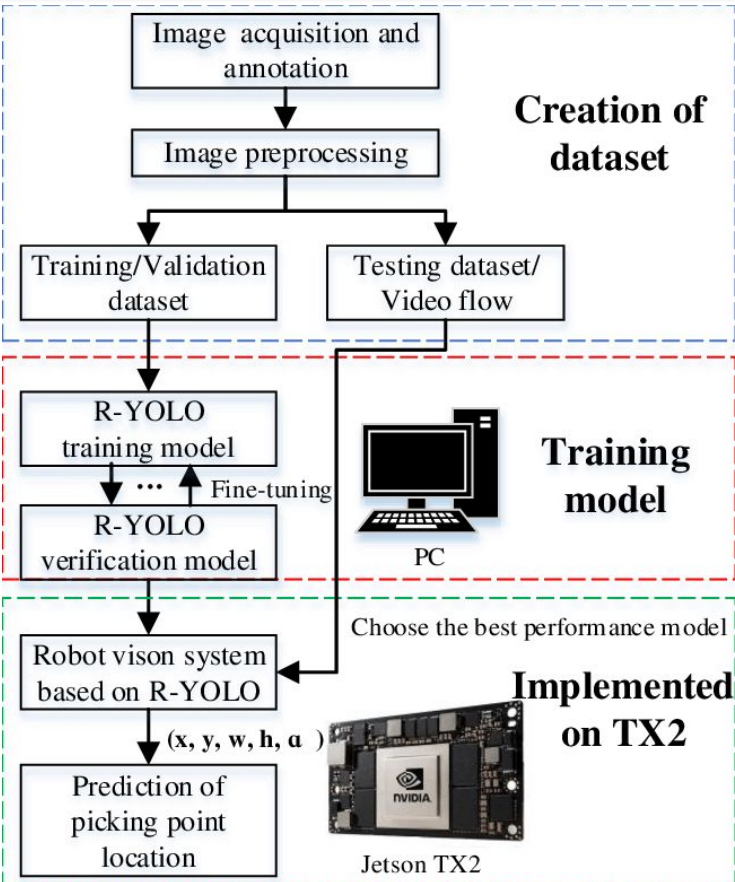 Image acquisition and
annotation
Creation of
dataset
Image preprocessing
Training/Validation
dataset
Testing dataset/
Video flow
R-YOLO
training model
...
Fine-tuning
R-YOLO
verification model
PC
Training
model
Choose the best performance model
Robot vison system
based on R-YOLO
Implemented
on TX2
(x, y, w, h, ɑ )
NVIDIA
Prediction of
picking point
location
Jetson TX2